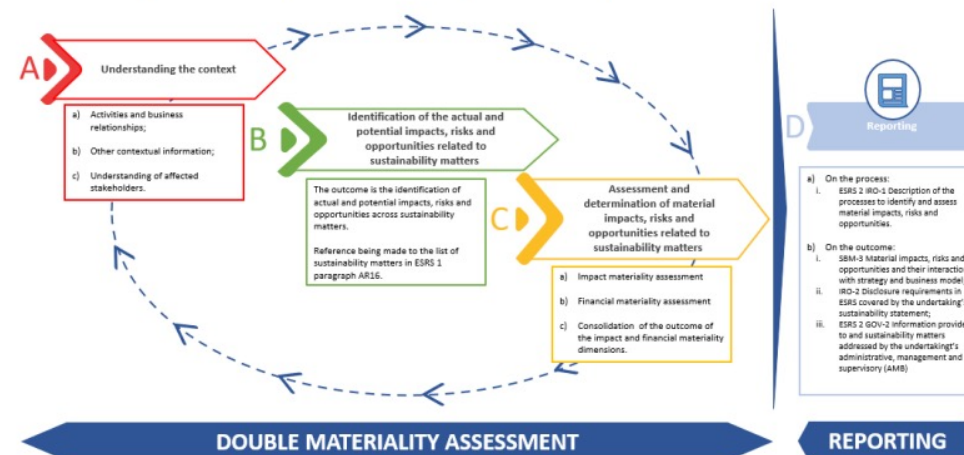 A
Understanding the context
a) Activities and business
relationships;
b) Other contextual information;
c) Understanding of affected
stakeholders.
B
Identification of the actual and
potential impacts, risks and
opportunities related to
sustainability matters
The outcome is the identification of
actual and potential impacts, risks and
opportunities across sustainability
matters.
Reference being made to the list of
sustainability matters in ESRS 1
paragraph AR16.
C
Assessment and
determination of material
impacts, risks and
opportunities related to
sustainability matters
a) Impact materiality assessment
b) Financial materiality assessment
c) Consolidation of the outcome of
the impact and financial materiality
dimensions.
D
Reporting
a) On the process:
i. ESRS 2 IRO-1 Description of the
processes to identify and assess
material impacts, risks and
opportunities.
b) On the outcome:
i. SBM-3 Material impacts, risks and
opportunities and their interaction
with strategy and business model;
ii. IRO-2 Disclosure requirements in
ESRS covered by the undertaking's
sustainability statement;
iii. ESRS 2 GOV-2 Information provide
to and sustainability matters
addressed by the undertakingt's
administrative, management and
supervisory (AMB)
DOUBLE MATERIALITY ASSESSMENT
REPORTING